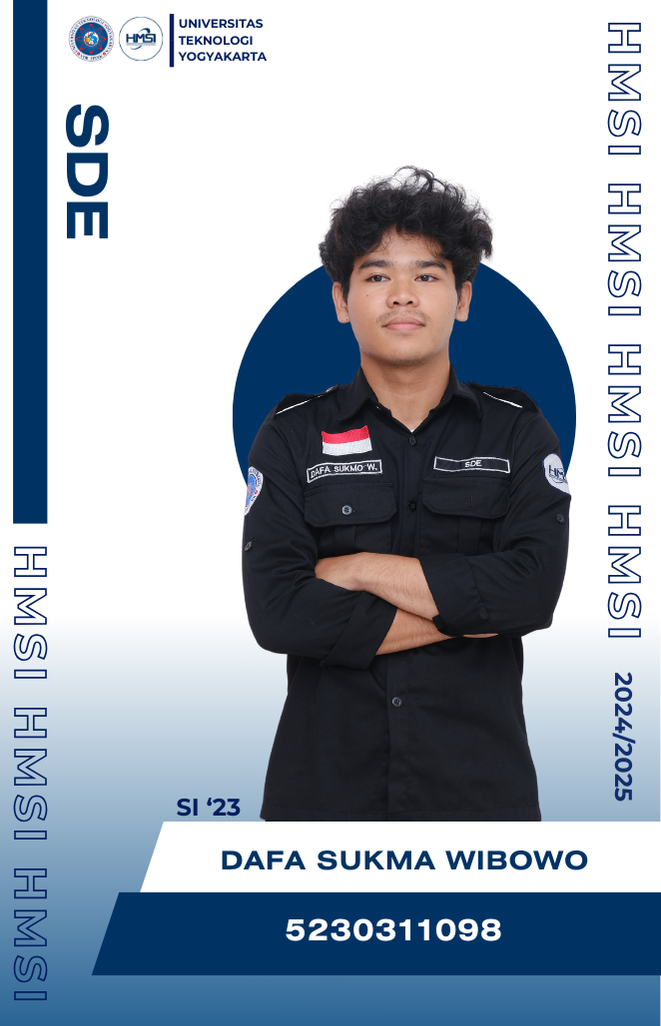 HMSI
UNIVERSITAS
TEKNOLOGI
YOGYAKARTA
SDE
HMSI HMSI HMSI HMSI
2024/2025
DAFA SUKMO W.
SDE
HMSI HMSI HMSI
SI ‘23
DAFA SUKMA WIBOWO
5230311098